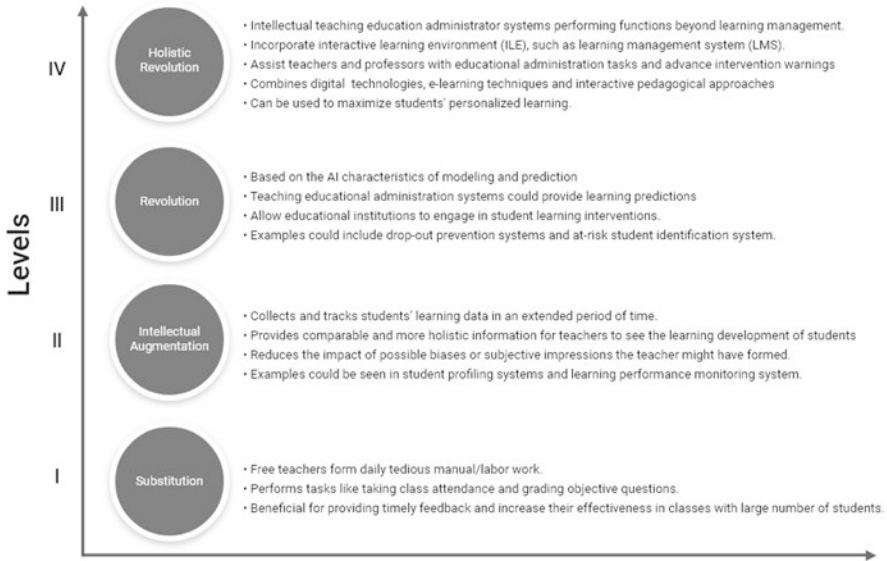 Levels
IV
Holistic
Revolution
• Intellectual teaching education administrator systems performing functions beyond learning management.
• Incorporate interactive learning environment (ILE), such as learning management system (LMS).
• Assist teachers and professors with educational administration tasks and advance intervention warnings
• Combines digital technologies, e-learning techniques and interactive pedagogical approaches
• Can be used to maximize students' personalized learning.
III
Revolution
• Based on the AI characteristics of modeling and prediction
• Teaching educational administration systems could provide learning predictions
• Allow educational institutions to engage in student learning interventions.
• Examples could include drop-out prevention systems and at-risk student identification system.
II
Intellectual
Augmentation
• Collects and tracks students' learning data in an extended period of time.
• Provides comparable and more holistic information for teachers to see the learning development of students
• Reduces the impact of possible biases or subjective impressions the teacher might have formed.
• Examples could be seen in student profiling systems and learning performance monitoring system.
I
Substitution
• Free teachers form daily tedious manual/labor work.
• Performs tasks like taking class attendance and grading objective questions.
• Beneficial for providing timely feedback and increase their effectiveness in classes with large number of students.